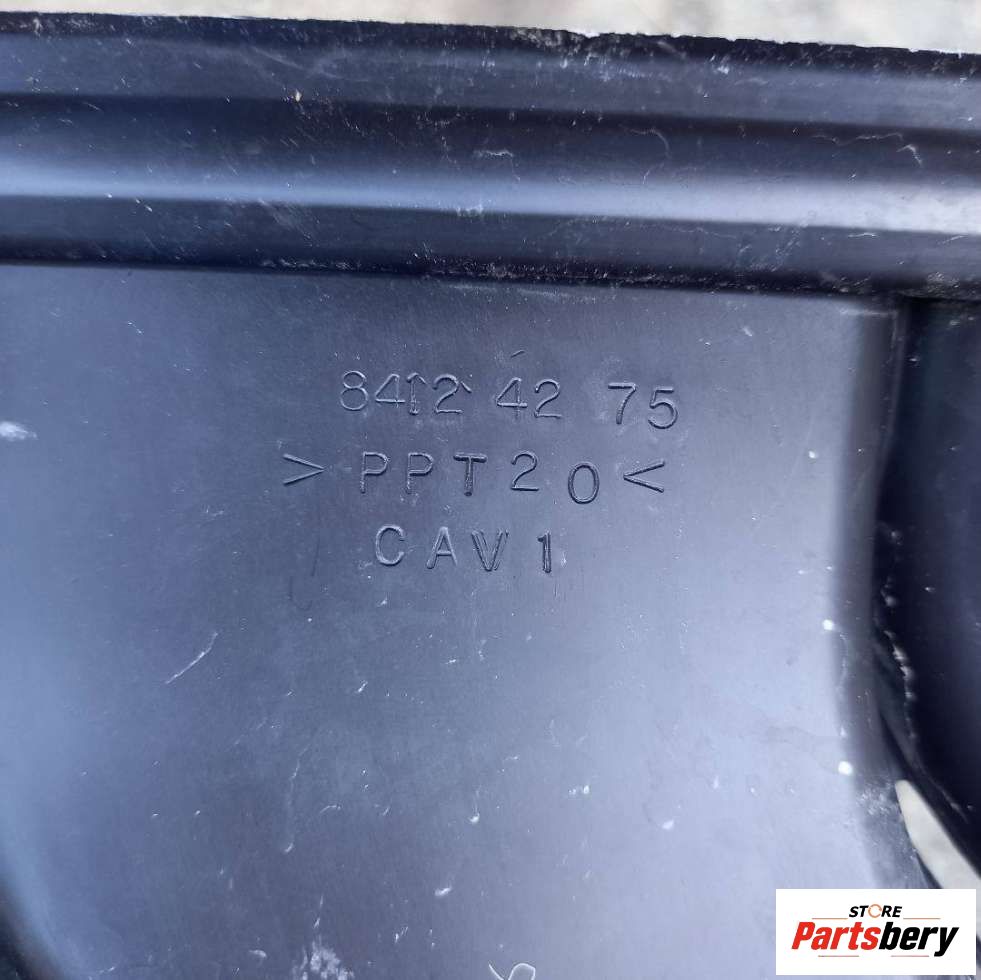 8412 42 75
>PPT20<
CAV1
STORE
Partsbery